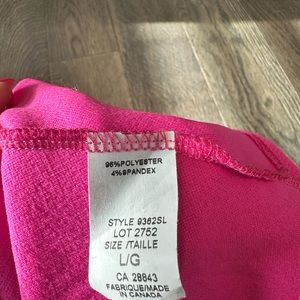 96%POLYESTER
4%SPANDEX
STYLE 9362SL
LOT 2752
SIZE /TAILLE
L/G
CA 28843
FABRIQUE/MADE
IN CANADA